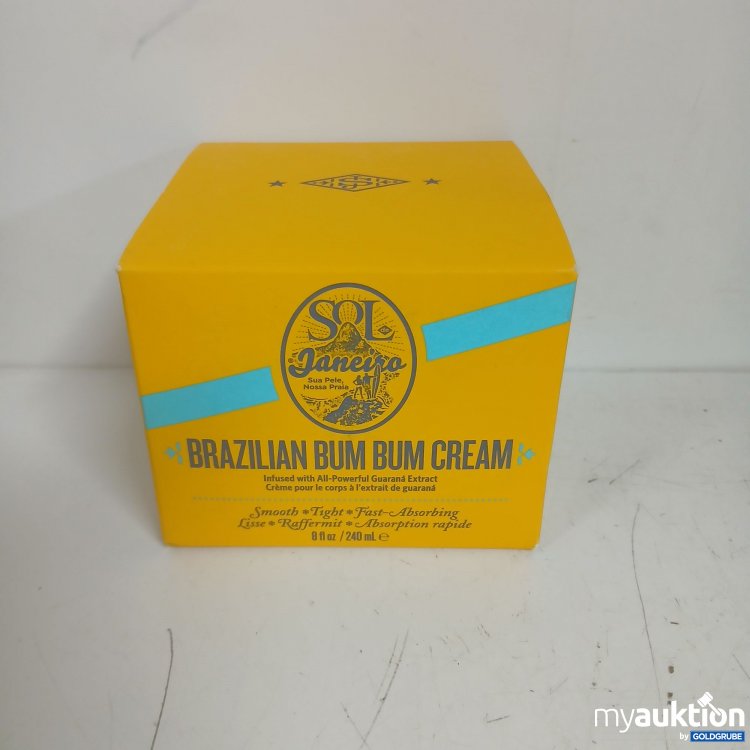 SOL de
Janeiro
Sua Pele,
Nossa Praia
BRAZILIAN BUM BUM CREAM
Infused with All-Powerful Guaraná Extract
Crème pour le corps à l'extrait de guaraná
Smooth * Tight * Fast-Absorbing
Lisse * Raffermit * Absorption rapide
8 fl oz / 240 mL ℮
myauktion
by GOLDGRUBE